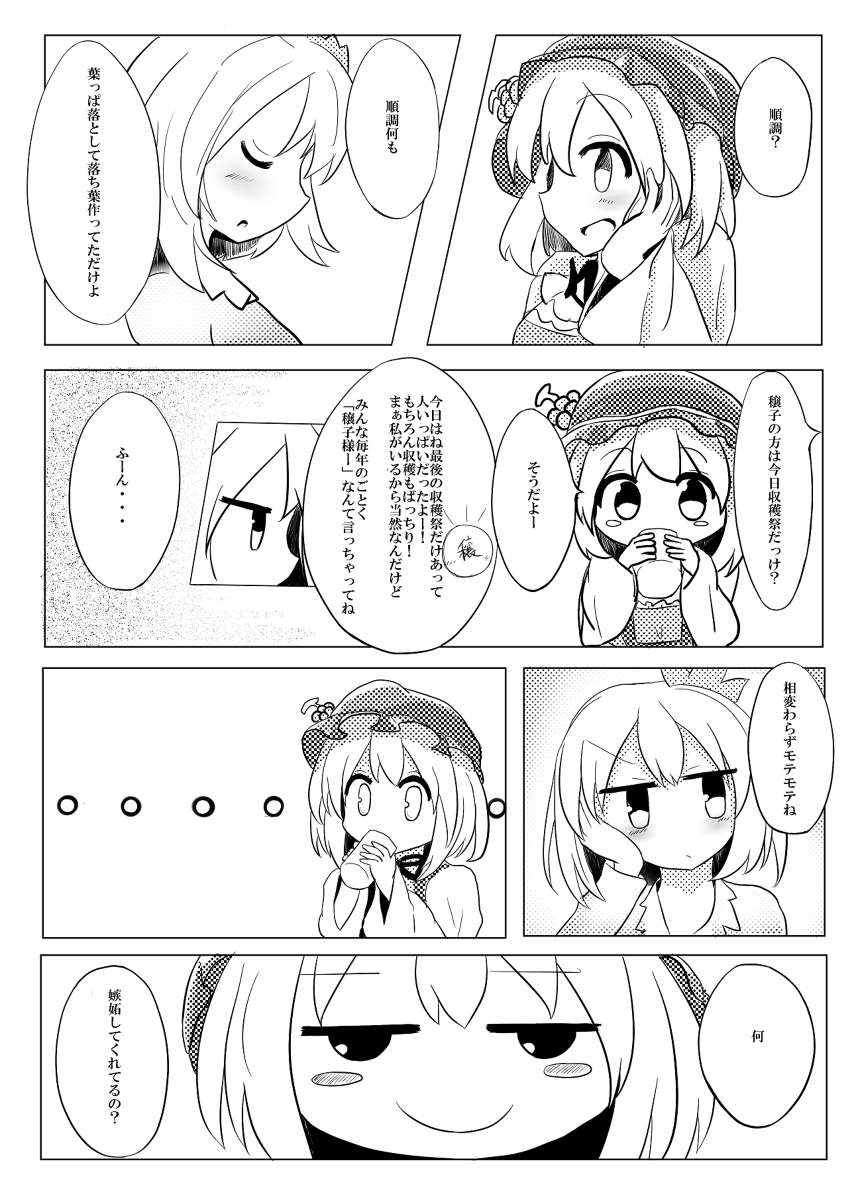 順調？
順調何も
葉っぱ落として落ち葉作ってただけよ
穣子の方は今日収穫祭だっけ？
そうだよー
今日はね最後の収穫祭だけあって
人いっぱいだったよー！
もちろん収穫もばっちり！
まぁ私がいるから当然なんだけど
みんな毎年のごとく
「穣子様ー」なんて言っちゃってね
穣
ふーん・・・
相変わらずモテモテね
何
嫉妬してくれてるの？